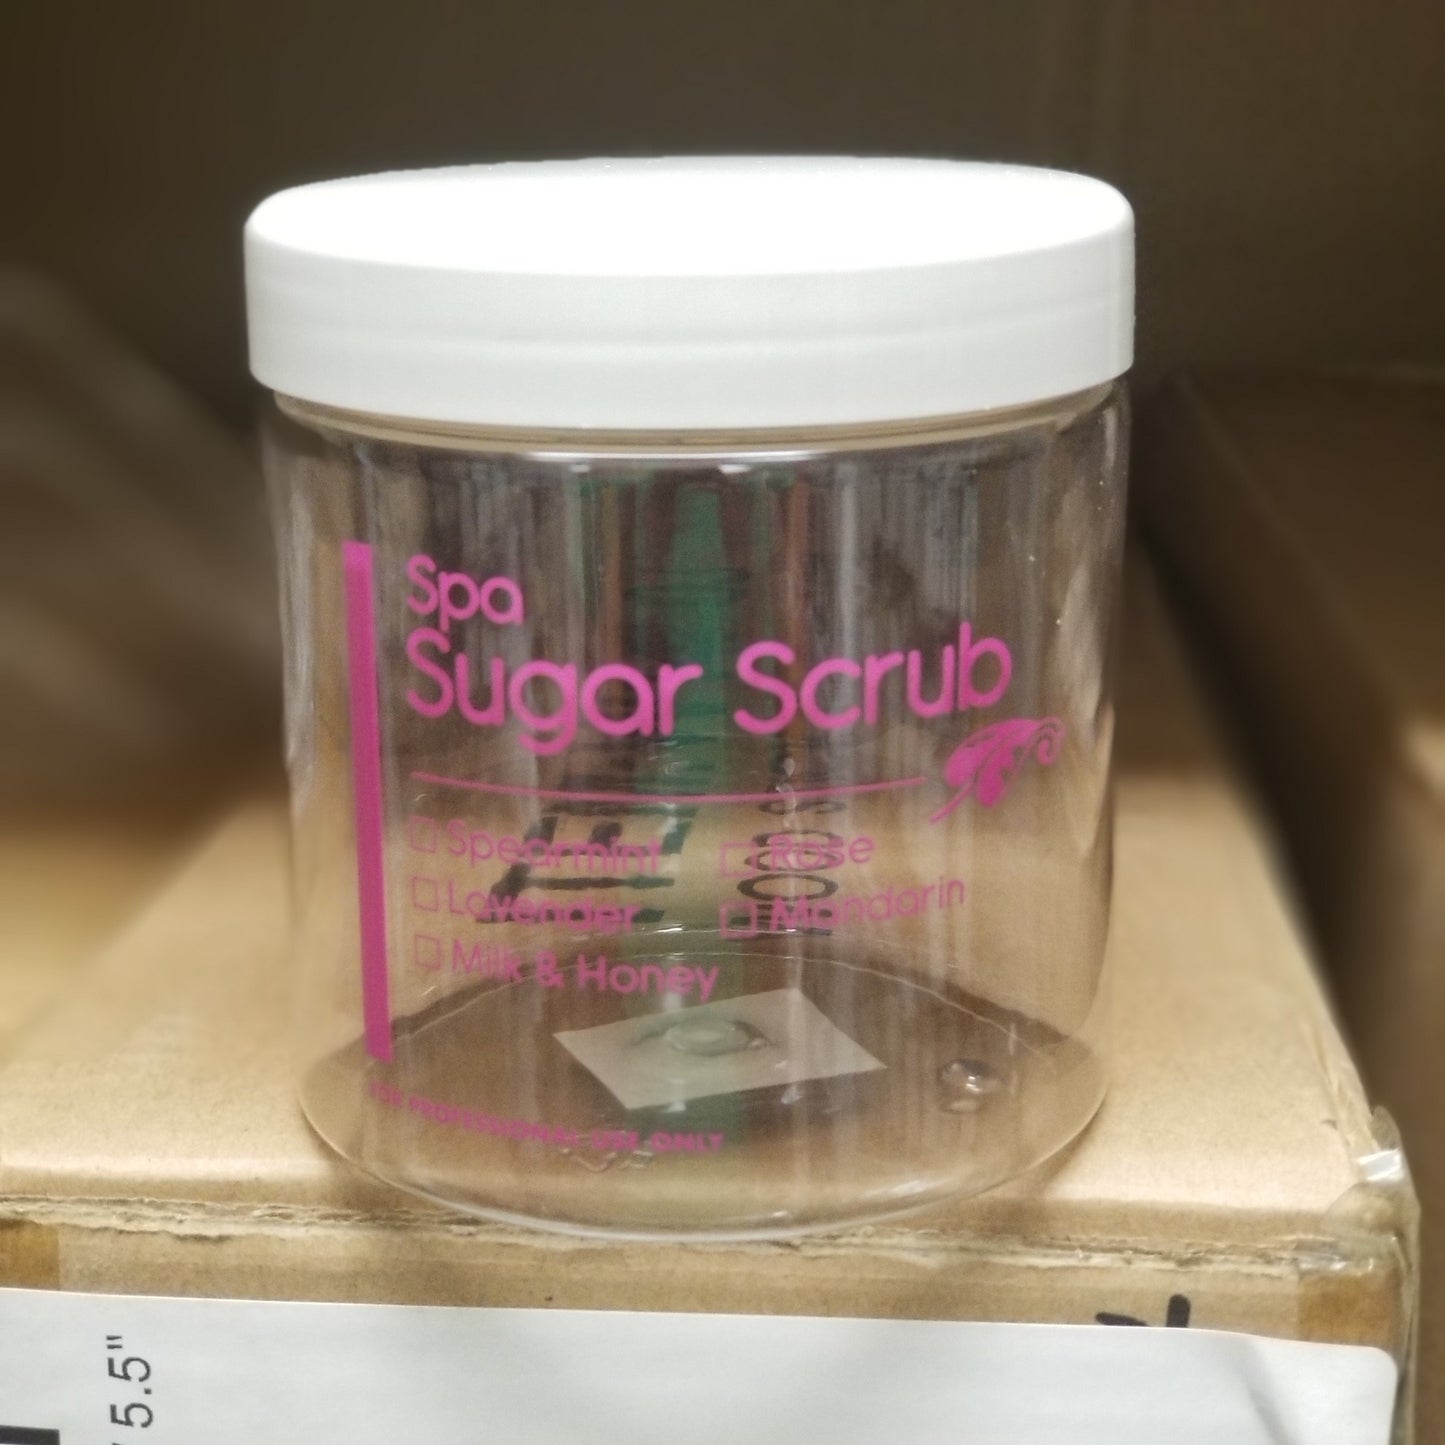 Spa
Sugar Scrub
Spearmint
Rose
Lavender
Mandarin
Milk & Honey
FOR PROFESSIONAL USE ONLY
5.5"